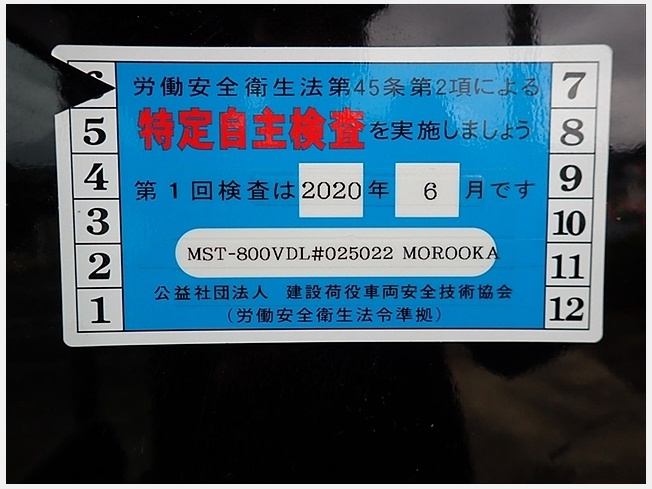 労働安全衛生法第45条第2項による
特定自主検査を実施しましょう
第1回検査は2020年 6 月です
MST-800VDL#025022 MOROOKA
公益社団法人 建設荷役車両安全技術協会
(労働安全衛生法令準拠)
6
5
4
3
2
1
7
8
9
10
11
12